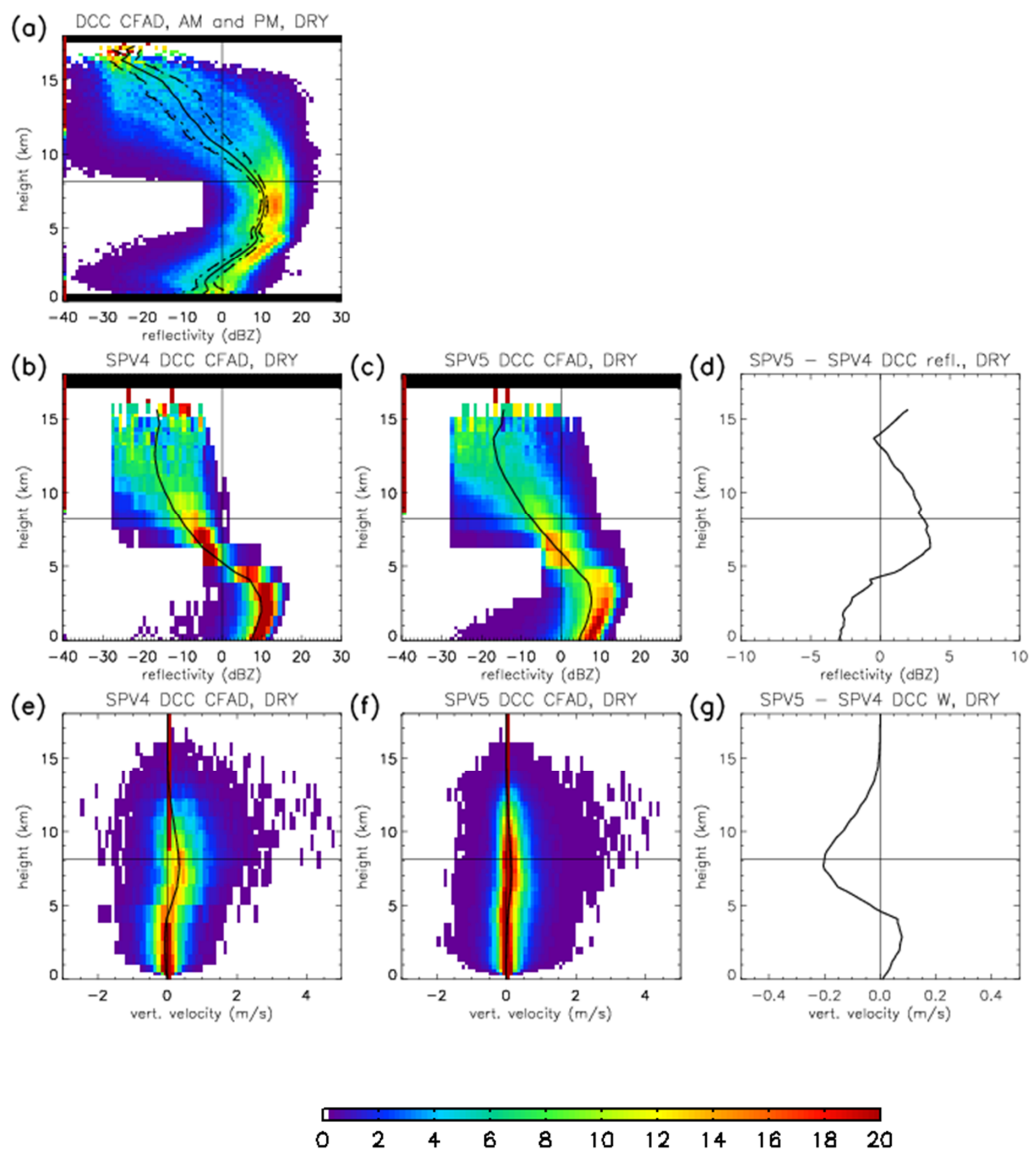 (a)
DCC CFAD, AM and PM, DRY
height (km)
15
10
5
0
-40 -30 -20 -10 0 10 20 30
reflectivity (dBZ)
(b) SPV4 DCC CFAD, DRY
(c) SPV5 DCC CFAD, DRY
(d) SPV5 - SPV4 DCC refl., DRY
height (km)
15
10
5
0
-40 -30 -20 -10 0 10 20 30
reflectivity (dBZ)
height (km)
15
10
5
0
-40 -30 -20 -10 0 10 20 30
reflectivity (dBZ)
height (km)
15
10
5
0
-10 -5 0 5 10
reflectivity (dBZ)
(e) SPV4 DCC CFAD, DRY
(f) SPV5 DCC CFAD, DRY
(g) SPV5 - SPV4 DCC W, DRY
height (km)
15
10
5
0
-2 0 2 4
vert. velocity (m/s)
height (km)
15
10
5
0
-2 0 2 4
vert. velocity (m/s)
height (km)
15
10
5
0
-0.4 -0.2 0.0 0.2 0.4
vert. velocity (m/s)
0 2 4 6 8 10 12 14 16 18 20